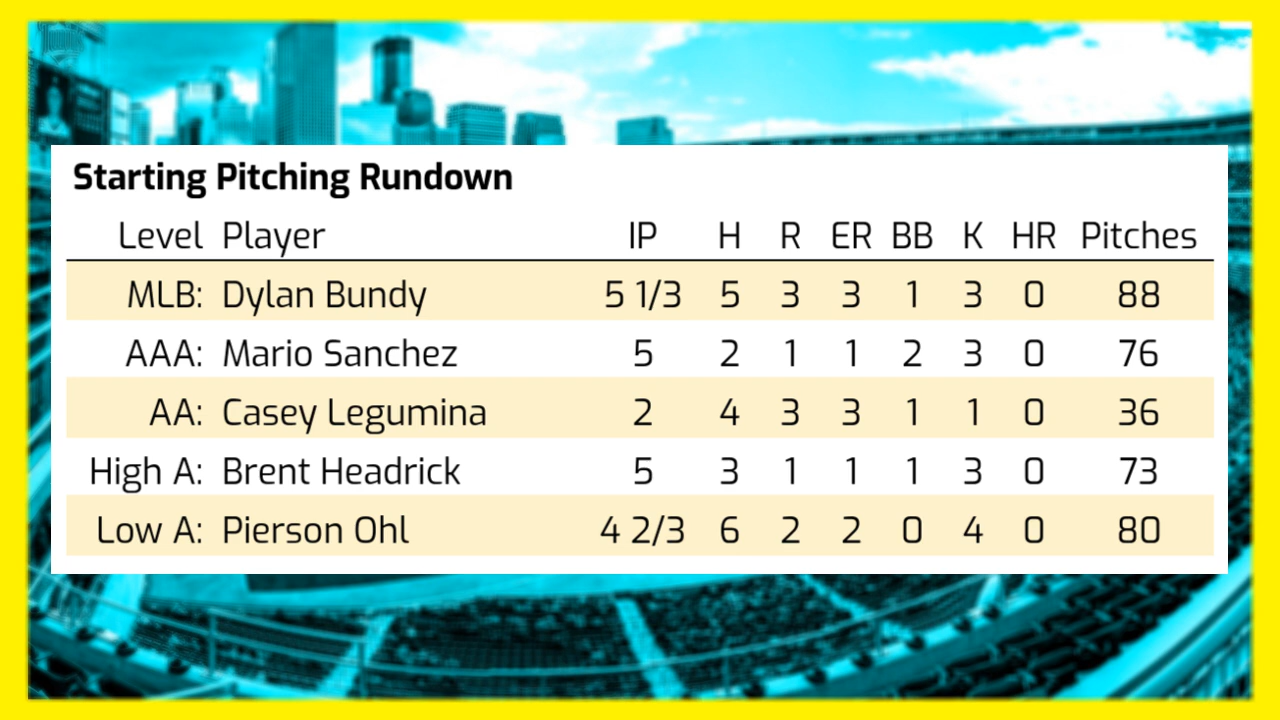 Starting Pitching Rundown
Level Player IP H R ER BB K HR Pitches
MLB: Dylan Bundy 5 1/3 5 3 3 1 3 0 88
AAA: Mario Sanchez 5 2 1 1 2 3 0 76
AA: Casey Legumina 2 4 3 3 1 1 0 36
High A: Brent Headrick 5 3 1 1 1 3 0 73
Low A: Pierson Ohl 4 2/3 6 2 2 0 4 0 80